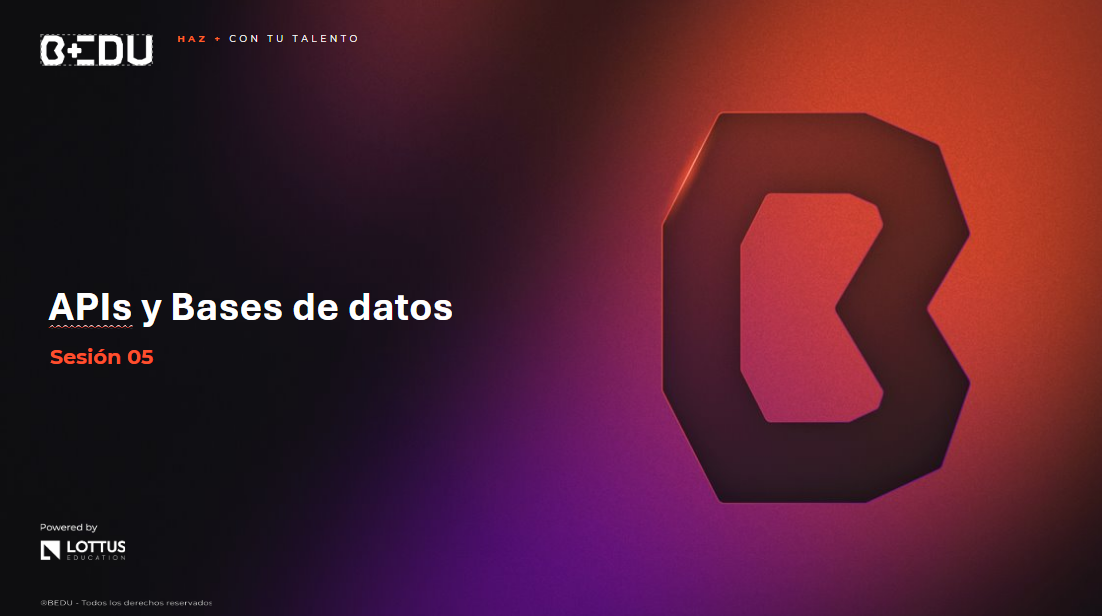 B+EDU
HAZ + CON TU TALENTO
APIs y Bases de datos
Sesión 05
Powered by
LOTTUS
EDUCATION
®BEDU - Todos los derechos reservados